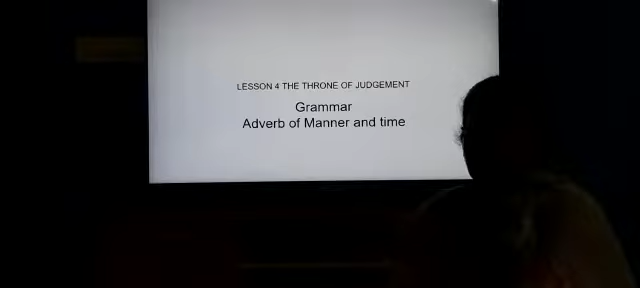 LESSON 4 THE THRONE OF JUDGEMENT
Grammar
Adverb of Manner and time